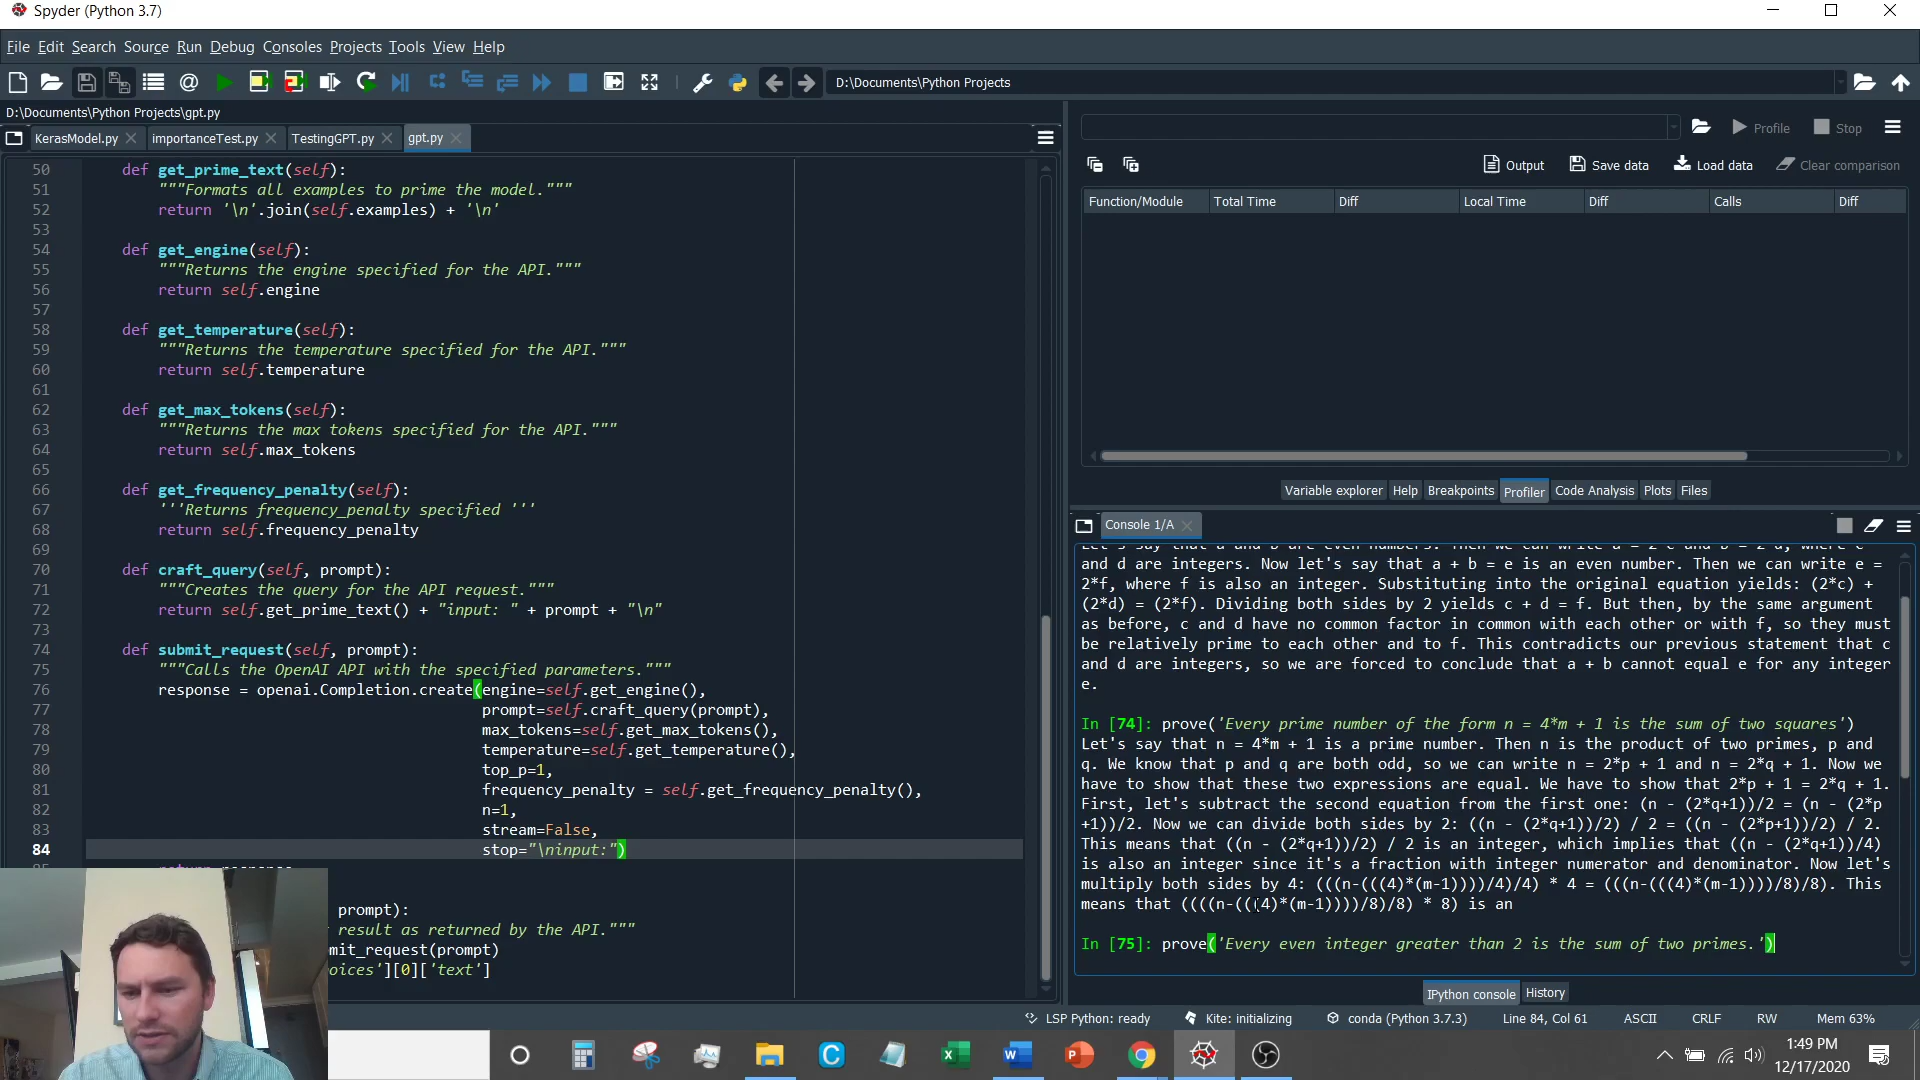 Spyder (Python 3.7)
File Edit Search Source Run Debug Consoles Projects Tools View Help
D:\Documents\Python Projects
D:\Documents\Python Projects\gpt.py
KerasModel.py importanceTest.py TestingGPT.py gpt.py
50 def get_prime_text(self):
51 """Formats all examples to prime the model."""
52 return '\n'.join(self.examples) + '\n'
53
54 def get_engine(self):
55 """Returns the engine specified for the API."""
56 return self.engine
57
58 def get_temperature(self):
59 """Returns the temperature specified for the API."""
60 return self.temperature
61
62 def get_max_tokens(self):
63 """Returns the max tokens specified for the API."""
64 return self.max_tokens
65
66 def get_frequency_penalty(self):
67 '''Returns frequency_penalty specified '''
68 return self.frequency_penalty
69
70 def craft_query(self, prompt):
71 """Creates the query for the API request."""
72 return self.get_prime_text() + "input: " + prompt + "\n"
73
74 def submit_request(self, prompt):
75 """Calls the OpenAI API with the specified parameters."""
76 response = openai.Completion.create(engine=self.get_engine(),
77 prompt=self.craft_query(prompt),
78 max_tokens=self.get_max_tokens(),
79 temperature=self.get_temperature(),
80 top_p=1,
81 frequency_penalty = self.get_frequency_penalty(),
82 n=1,
83 stream=False,
84 stop="\ninput:")
prompt):
result as returned by the API."""
mit_request(prompt)
oices'][0]['text']
Profile Stop
Output Save data Load data Clear comparison
Function/Module Total Time Diff Local Time Diff Calls Diff
Variable explorer Help Breakpoints Profiler Code Analysis Plots Files
Console 1/A
and d are integers. Now let's say that a + b = e is an even number. Then we can write e =
2*f, where f is also an integer. Substituting into the original equation yields: (2*c) +
(2*d) = (2*f). Dividing both sides by 2 yields c + d = f. But then, by the same argument
as before, c and d have no common factor in common with each other or with f, so they must
be relatively prime to each other and to f. This contradicts our previous statement that c
and d are integers, so we are forced to conclude that a + b cannot equal e for any integer
e.
In [74]: prove('Every prime number of the form n = 4*m + 1 is the sum of two squares')
Let's say that n = 4*m + 1 is a prime number. Then n is the product of two primes, p and
q. We know that p and q are both odd, so we can write n = 2*p + 1 and n = 2*q + 1. Now we
have to show that these two expressions are equal. We have to show that 2*p + 1 = 2*q + 1.
First, let's subtract the second equation from the first one: (n - (2*q+1))/2 = (n - (2*p
+1))/2. Now we can divide both sides by 2: ((n - (2*q+1))/2) / 2 = ((n - (2*p+1))/2) / 2.
This means that ((n - (2*q+1))/2) / 2 is an integer, which implies that ((n - (2*q+1))/4)
is also an integer since it's a fraction with integer numerator and denominator. Now let's
multiply both sides by 4: (((n-(((4)*(m-1))))/4)/4) * 4 = (((n-(((4)*(m-1))))/8)/8). This
means that ((((n-(((4)*(m-1))))/8)/8) * 8) is an
In [75]: prove('Every even integer greater than 2 is the sum of two primes.')
IPython console History
LSP Python: ready Kite: initializing conda (Python 3.7.3) Line 84, Col 61 ASCII CRLF RW Mem 63%
1:49 PM
12/17/2020